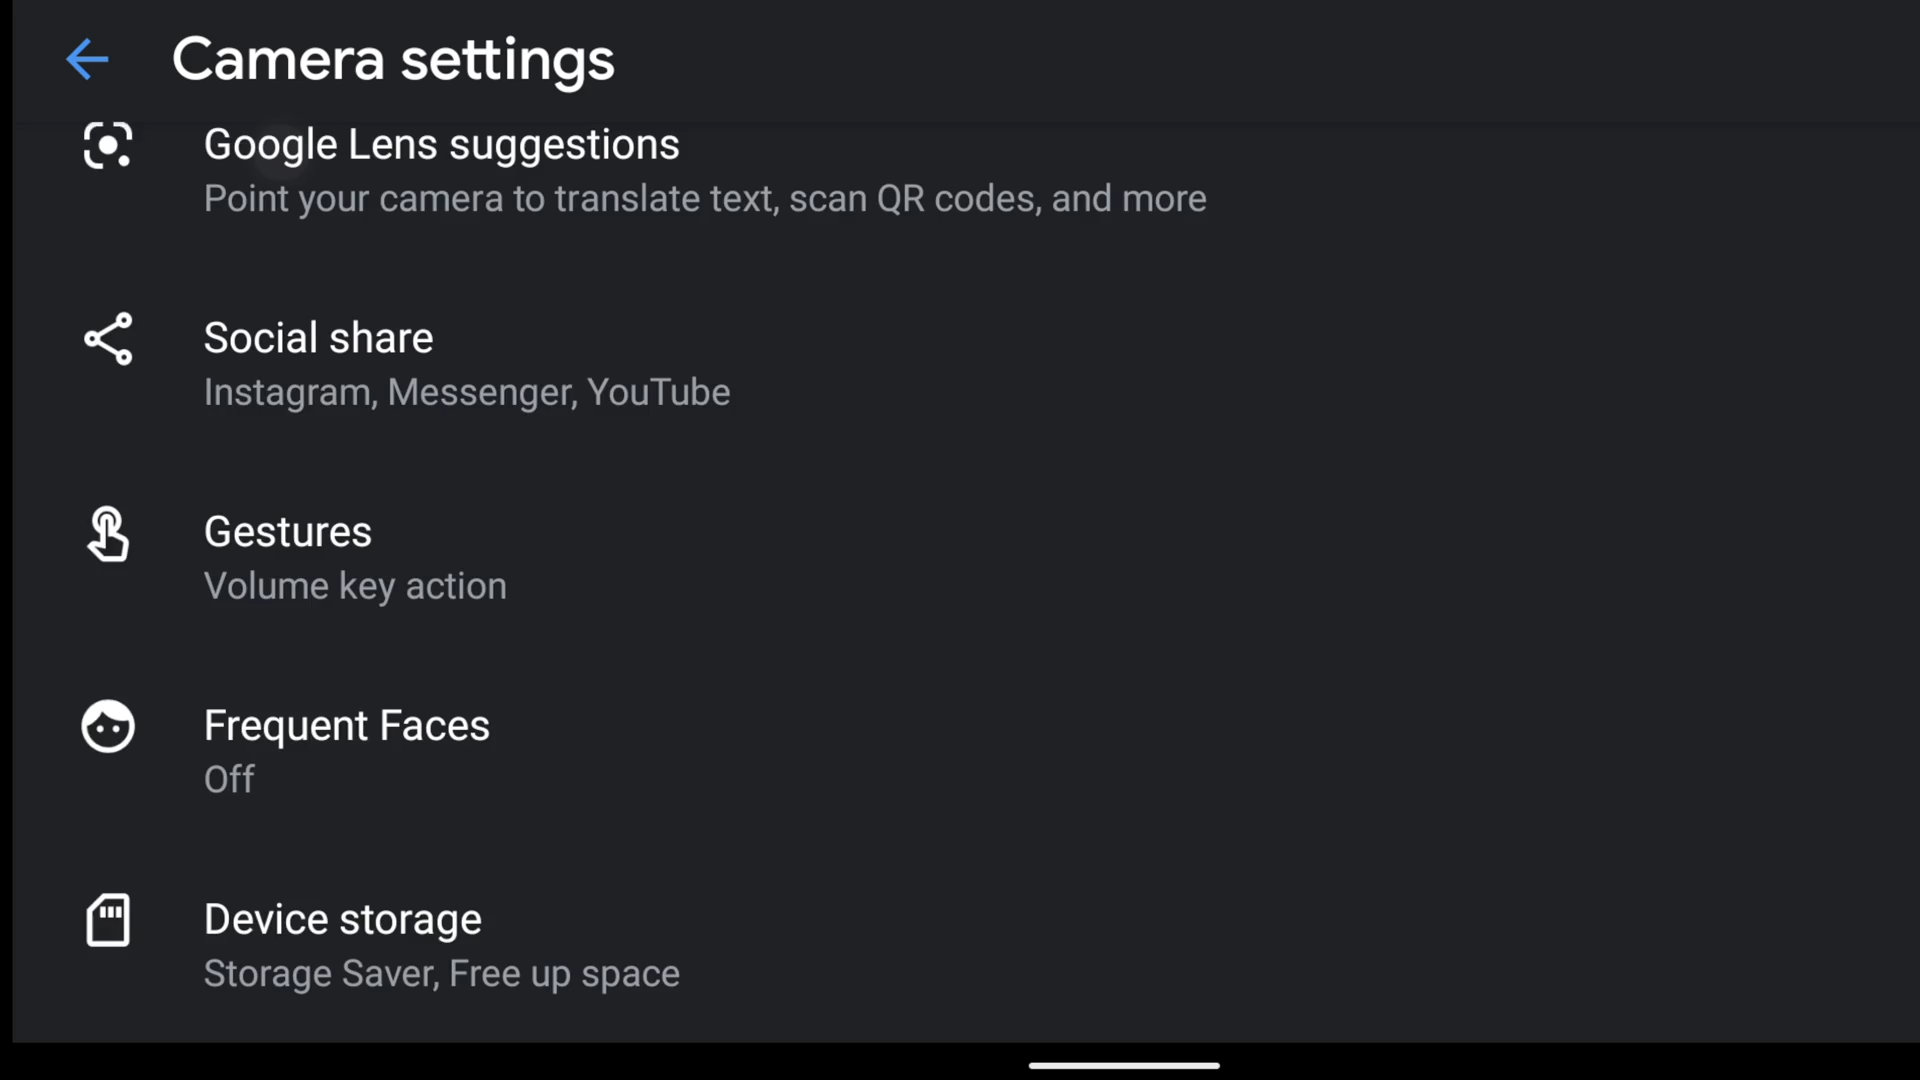 Camera settings
Google Lens suggestions
Point your camera to translate text, scan QR codes, and more
Social share
Instagram, Messenger, YouTube
Gestures
Volume key action
Frequent Faces
Off
Device storage
Storage Saver, Free up space